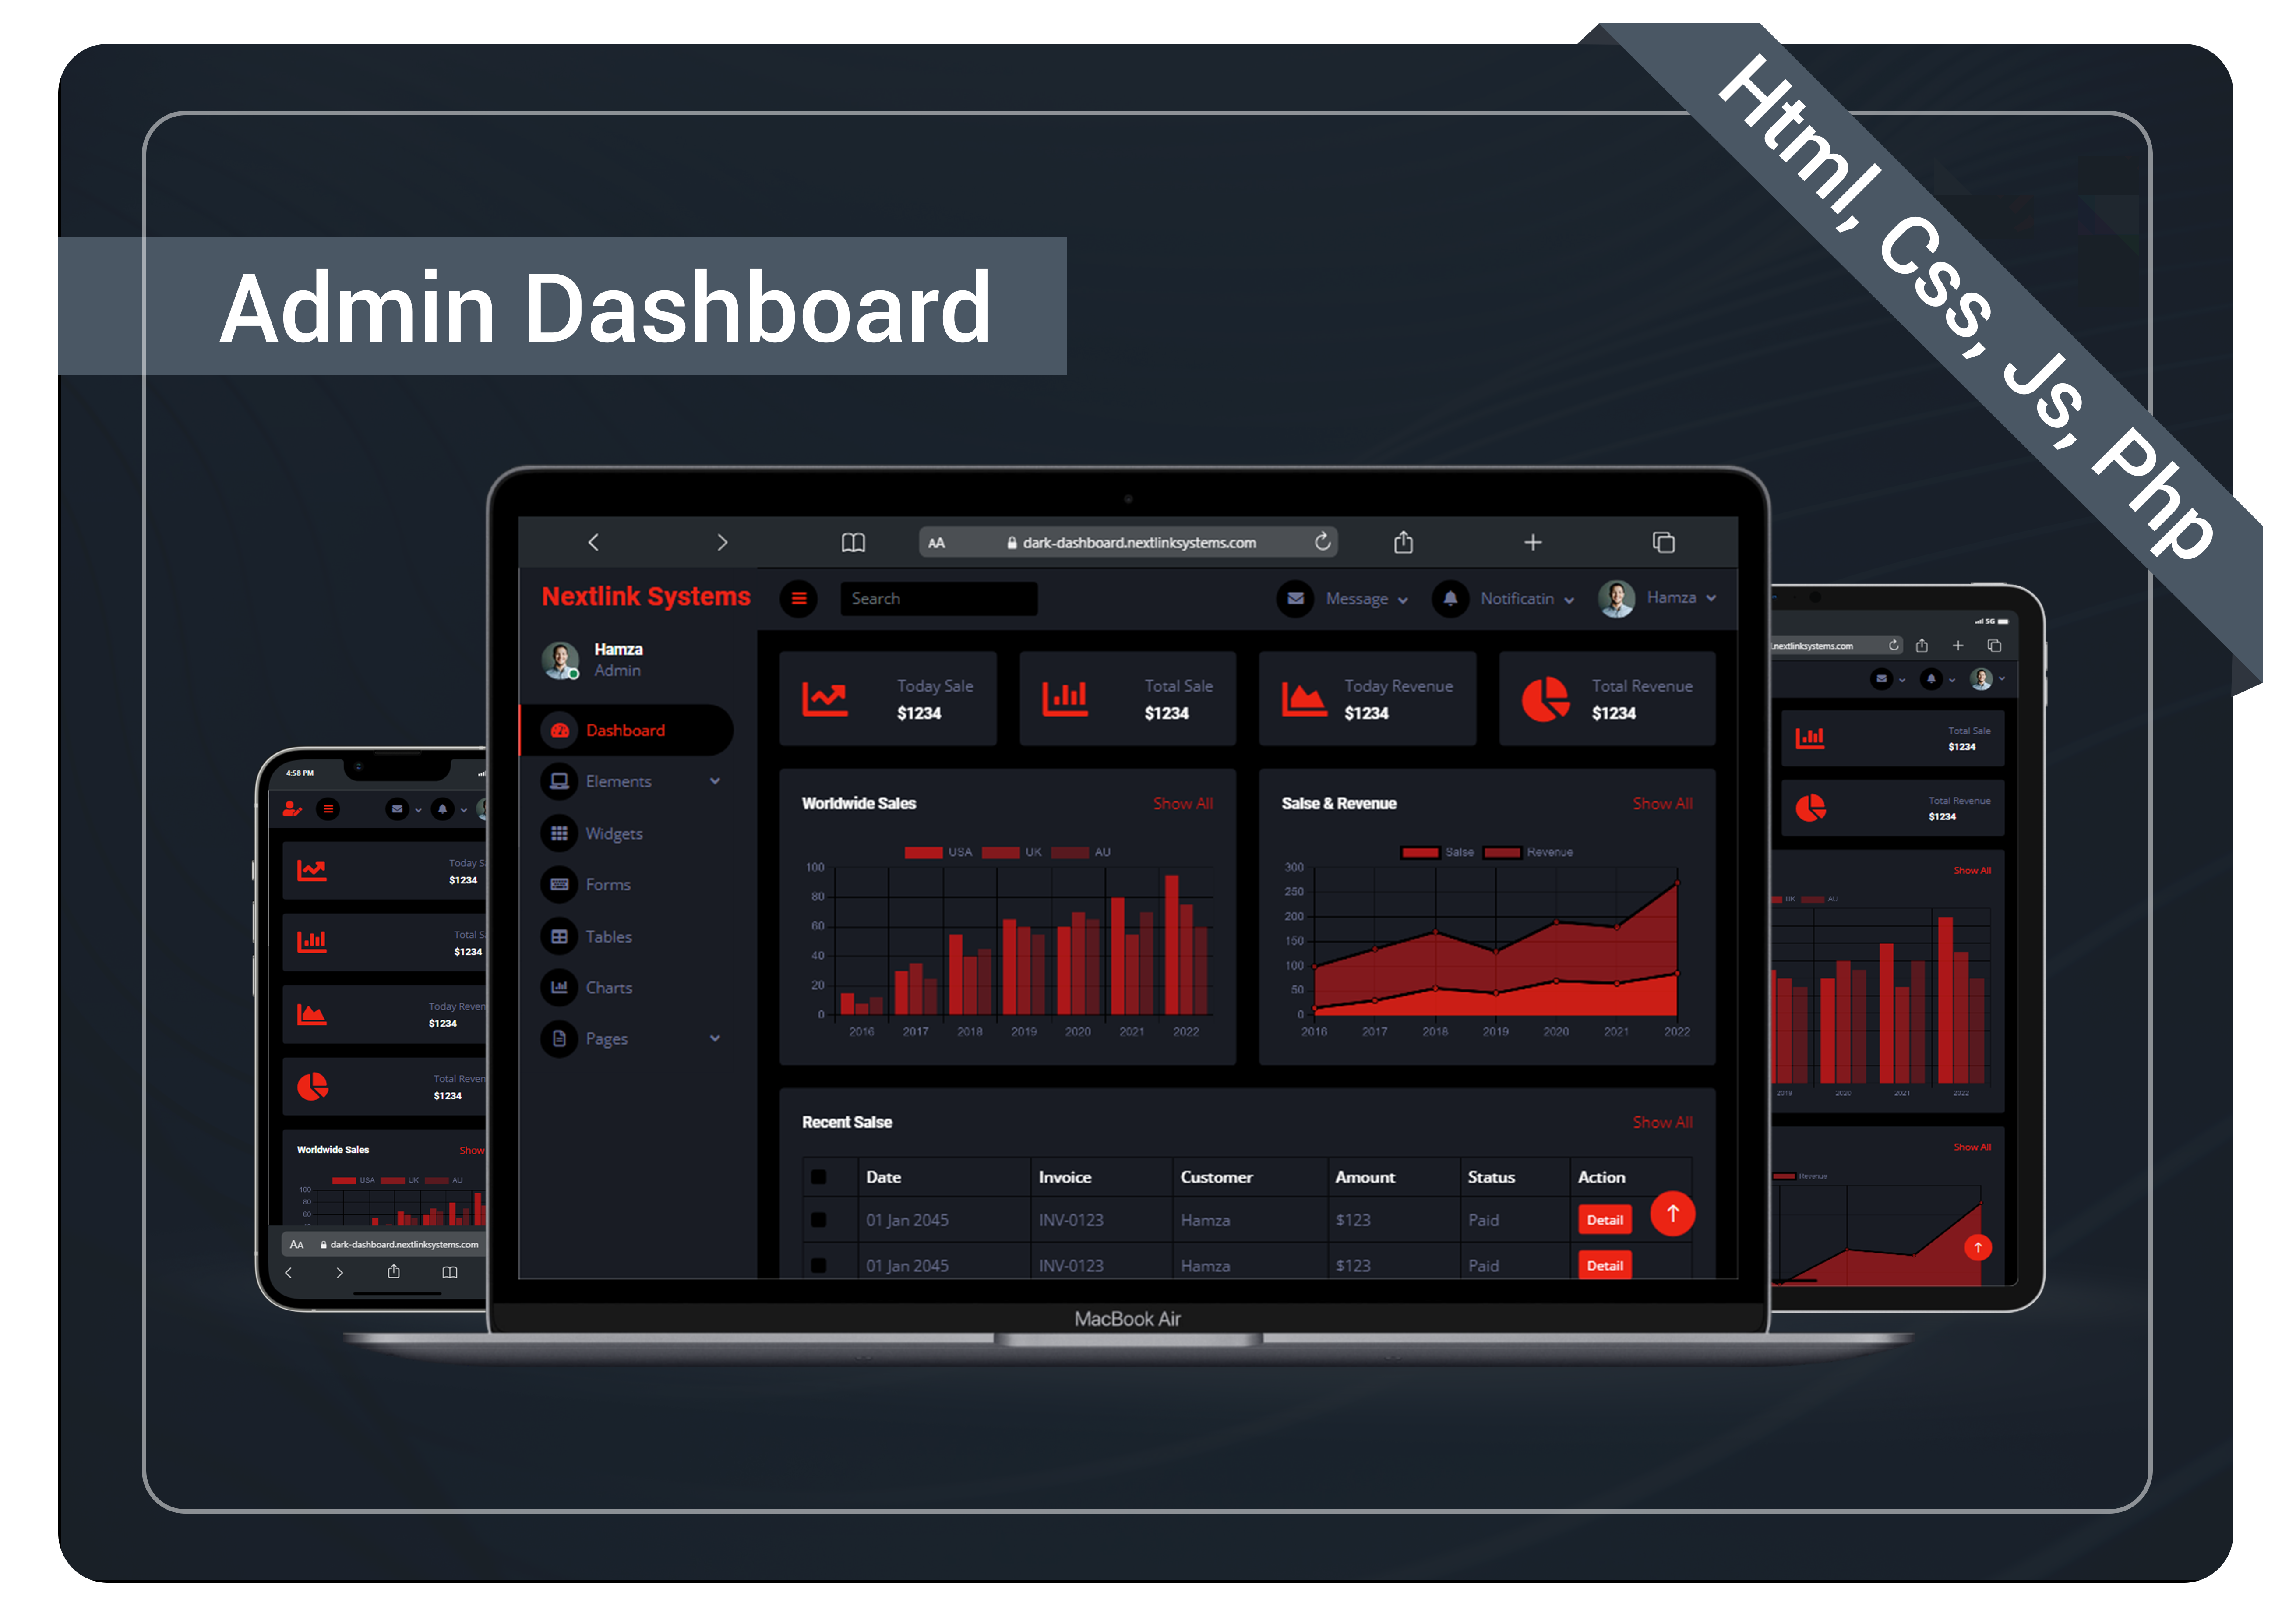 Html, Css, Js, Php
Admin Dashboard
AA dark-dashboard.nextlinksystems.com
Nextlink Systems
Search
Message
Notificatin
Hamza
Hamza
Admin
Dashboard
Elements
Widgets
Forms
Tables
Charts
Pages
Today Sale
$1234
Total Sale
$1234
Today Revenue
$1234
Total Revenue
$1234
Worldwide Sales Show All
USA UK AU
100
80
60
40
20
0
2016 2017 2018 2019 2020 2021 2022
Salse & Revenue Show All
Salse Revenue
300
250
200
150
100
50
0
2016 2017 2018 2019 2020 2021 2022
Recent Salse Show All
Date Invoice Customer Amount Status Action
01 Jan 2045 INV-0123 Hamza $123 Paid Detail
01 Jan 2045 INV-0123 Hamza $123 Paid Detail
MacBook Air
4:58 PM
Today S
$1234
Total S
$1234
Today Reven
$1234
Total Reven
$1234
Worldwide Sales Show
USA UK AU
100
80
60
AA dark-dashboard.nextlinksystems.com
5G
.nextlinksystems.com
Total Sale
$1234
Total Revenue
$1234
Show All
UK AU
2019 2020 2021 2022
Show All
Revenue